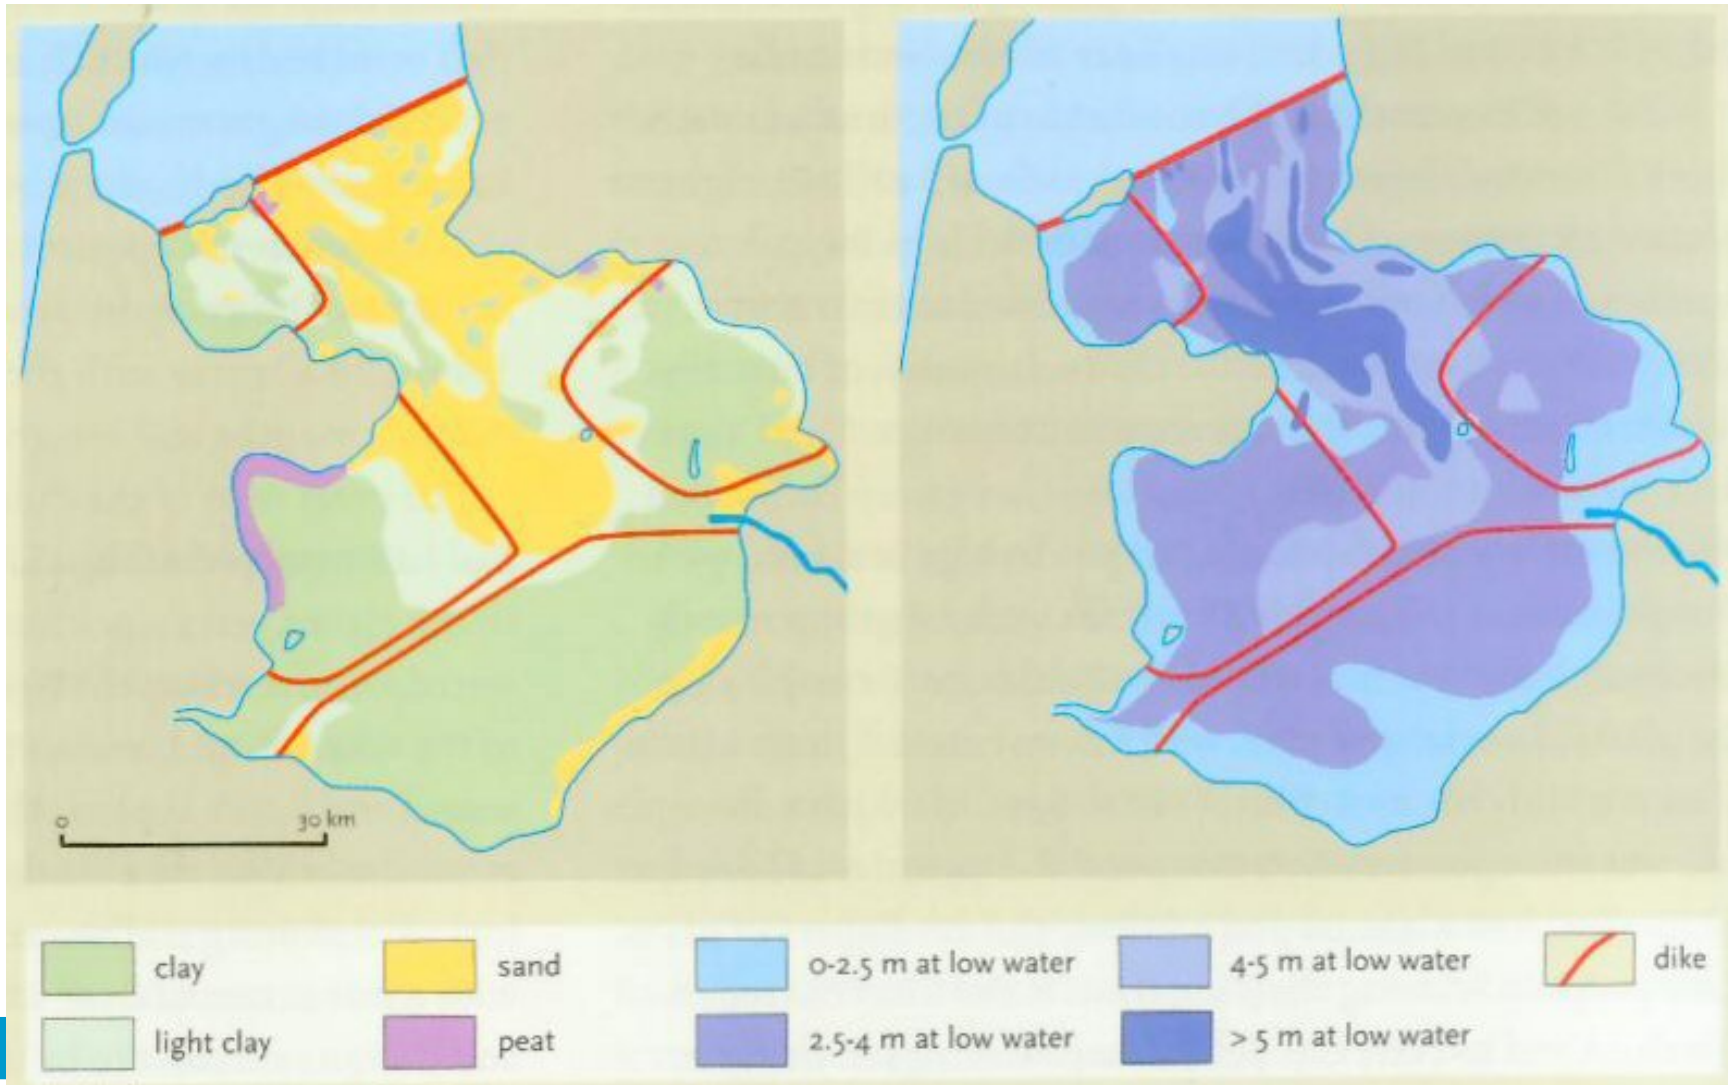 0 30 km
clay sand 0-2.5 m at low water 4-5 m at low water dike
light clay peat 2.5-4 m at low water > 5 m at low water